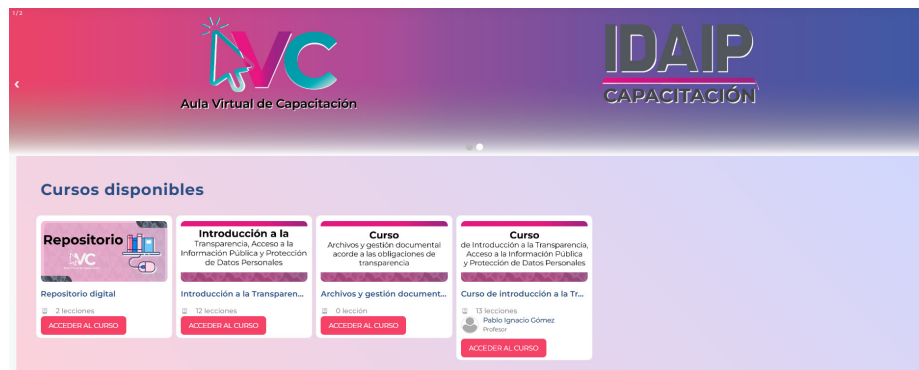 1/2
AVC
Aula Virtual de Capacitación
IDAIP
CAPACITACIÓN
Cursos disponibles
Repositorio
AVC
Repositorio digital
2 lecciones
ACCEDER AL CURSO
Introducción a la
Transparencia, Acceso a la
Información Pública y Protección
de Datos Personales
Introducción a la Transparen...
12 lecciones
ACCEDER AL CURSO
Curso
Archivos y gestión documental
acorde a las obligaciones de
transparencia
Archivos y gestión document...
0 lección
ACCEDER AL CURSO
Curso
de Introducción a la Transparencia,
Acceso a la Información Pública
y Protección de Datos Personales
Curso de introducción a la Tr...
13 lecciones
Pablo Ignacio Gómez
Profesor
ACCEDER AL CURSO